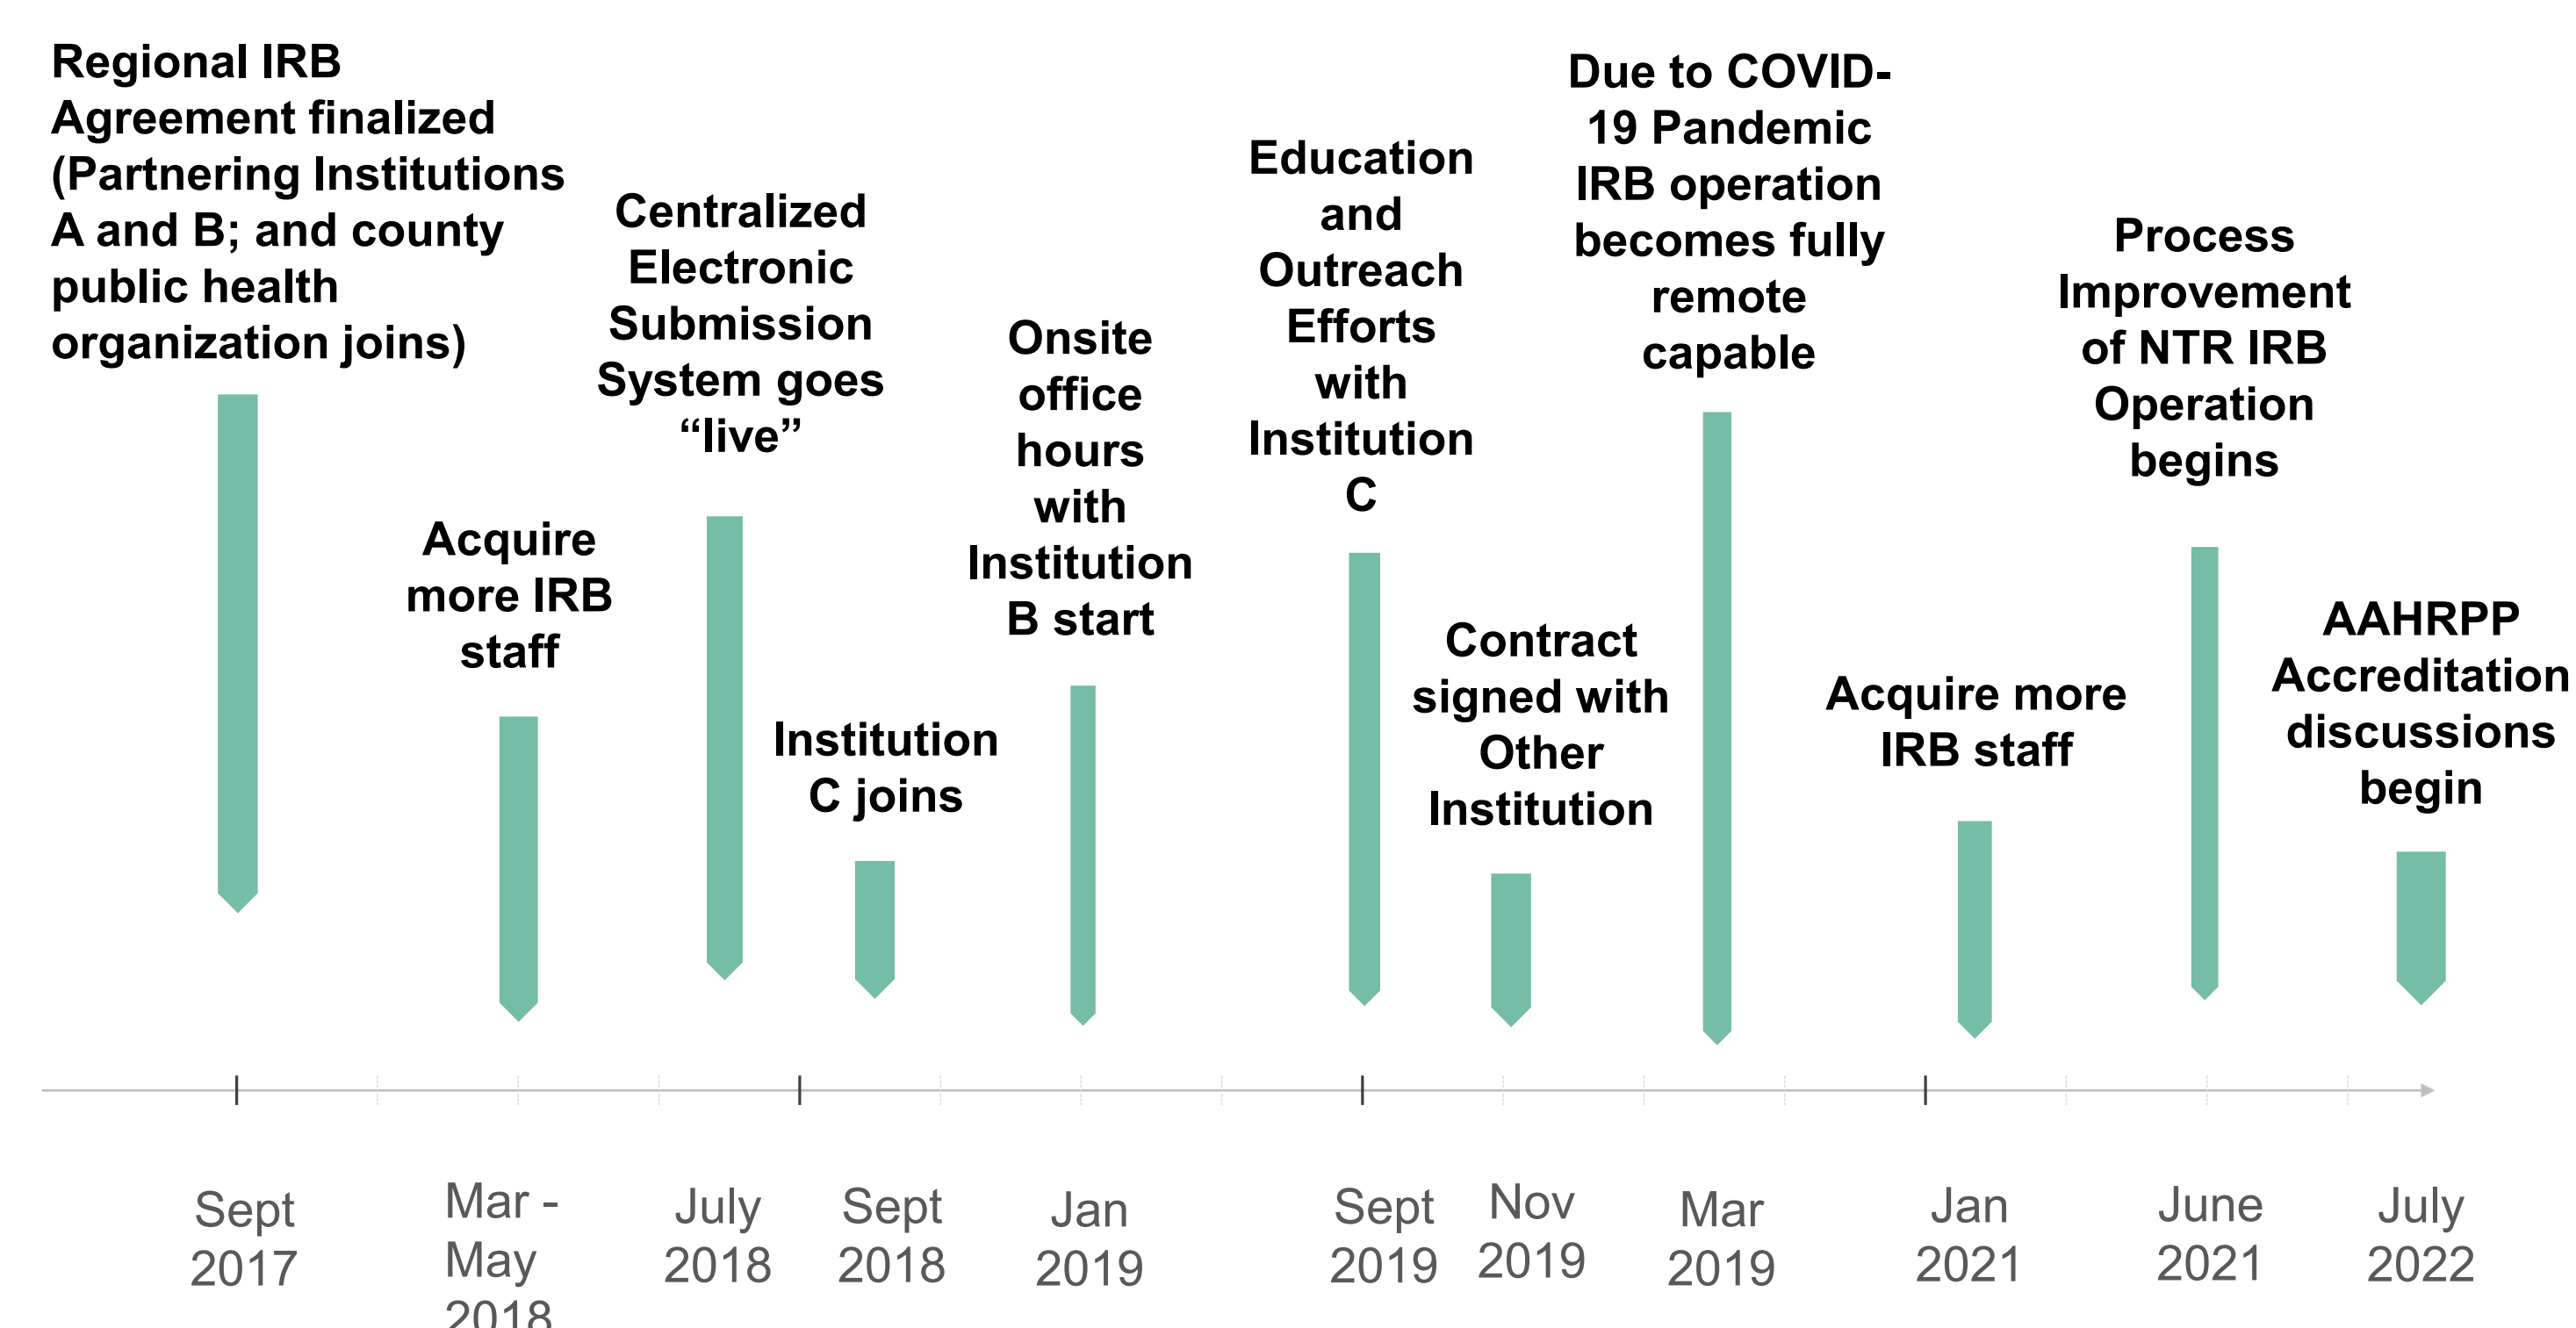 Regional IRB
Agreement finalized
(Partnering Institutions
A and B; and county
public health
organization joins)
Acquire
more IRB
staff
Centralized
Electronic
Submission
System goes
“live”
Institution
C joins
Onsite
office
hours
with
Institution
B start
Education
and
Outreach
Efforts
with
Institution
C
Contract
signed with
Other
Institution
Due to COVID-
19 Pandemic
IRB operation
becomes fully
remote
capable
Acquire more
IRB staff
Process
Improvement
of NTR IRB
Operation
begins
AAHRPP
Accreditation
discussions
begin
Sept
2017
Mar -
May
2018
July
2018
Sept
2018
Jan
2019
Sept
2019
Nov
2019
Mar
2019
Jan
2021
June
2021
July
2022